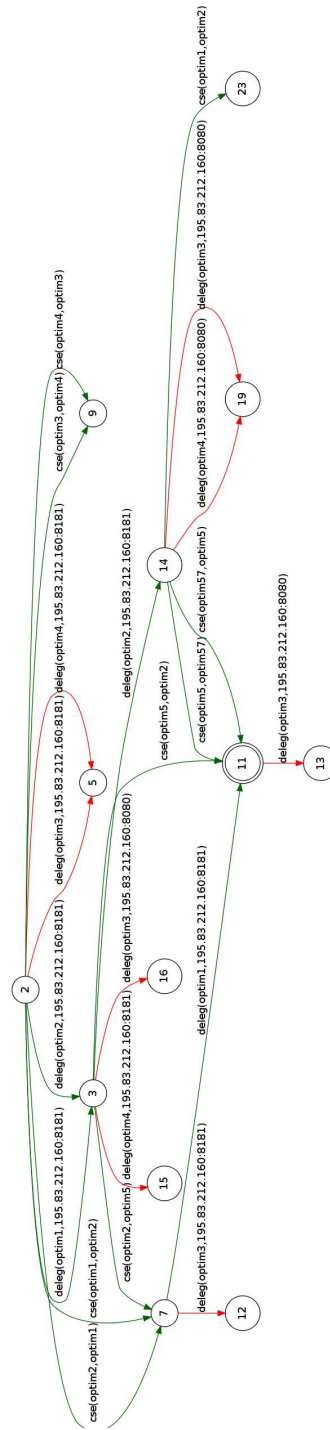 2
deleg(optim1,195.83.212.160:8181)
deleg(optim2,195.83.212.160:8181)
deleg(optim3,195.83.212.160:8181)
deleg(optim4,195.83.212.160:8181)
cse(optim3,optim4)
cse(optim4,optim3)
3
5
9
cse(optim2,optim1)
cse(optim1,optim2)
cse(optim2,optim5)
deleg(optim4,195.83.212.160:8181)
deleg(optim3,195.83.212.160:8080)
cse(optim5,optim2)
deleg(optim2,195.83.212.160:8181)
7
15
16
14
deleg(optim3,195.83.212.160:8181)
deleg(optim1,195.83.212.160:8181)
cse(optim5,optim57)
cse(optim57,optim5)
deleg(optim4,195.83.212.160:8080)
deleg(optim3,195.83.212.160:8080)
cse(optim1,optim2)
12
11
19
23
deleg(optim3,195.83.212.160:8080)
13